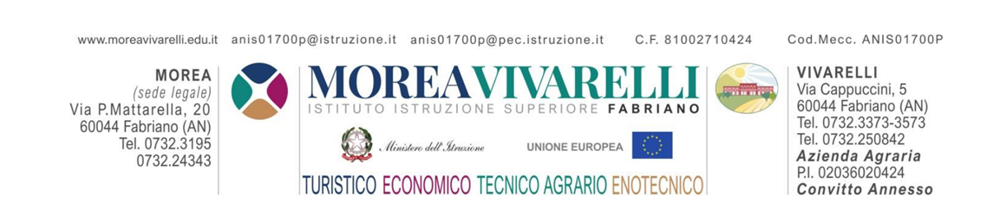 www.moreavivarelli.edu.it anis01700p@istruzione.it anis01700p@pec.istruzione.it C.F. 81002710424 Cod.Mecc. ANIS01700P
MOREA
(sede legale)
Via P.Mattarella, 20
60044 Fabriano (AN)
Tel. 0732.3195
0732.24343
MOREAVIVARELLI
ISTITUTO ISTRUZIONE SUPERIORE FABRIANO
Ministero dell'Istruzione UNIONE EUROPEA
TURISTICO ECONOMICO TECNICO AGRARIO ENOTECNICO
VIVARELLI
Via Cappuccini, 5
60044 Fabriano (AN)
Tel. 0732.3373-3573
Tel. 0732.250842
Azienda Agraria
P.I. 02036020424
Convitto Annesso